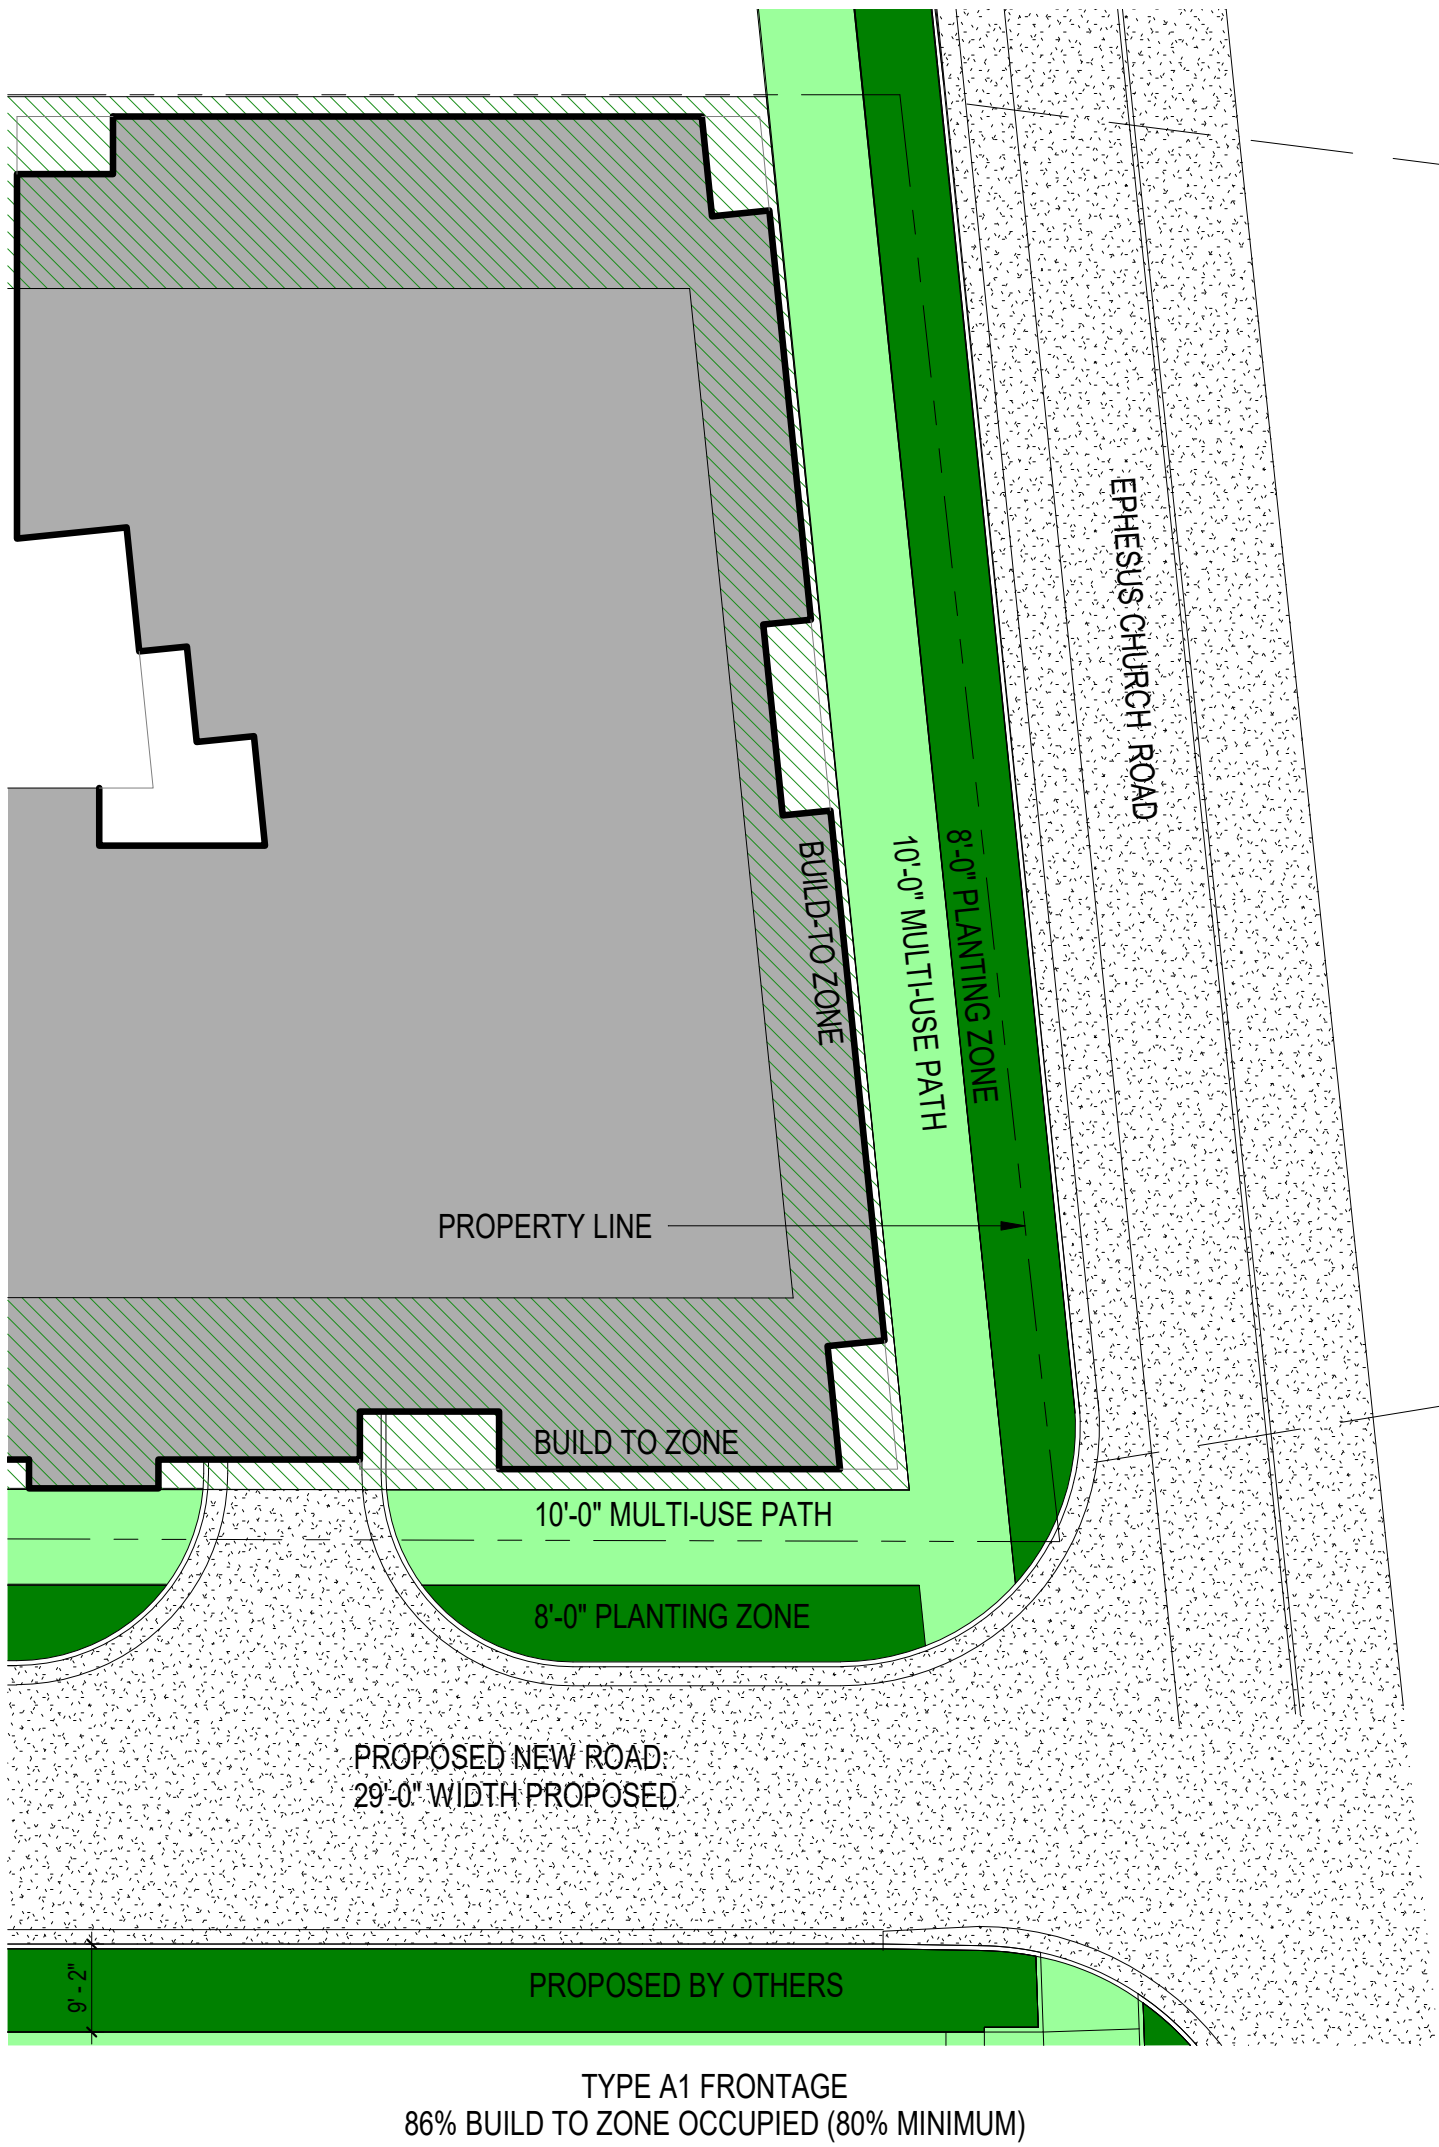 EPHESUS CHURCH ROAD
8'-0" PLANTING ZONE
10'-0" MULTI-USE PATH
BUILD-TO ZONE
PROPERTY LINE
BUILD TO ZONE
10'-0" MULTI-USE PATH
8'-0" PLANTING ZONE
PROPOSED NEW ROAD:
29'-0" WIDTH PROPOSED
9' - 2"
PROPOSED BY OTHERS
TYPE A1 FRONTAGE
86% BUILD TO ZONE OCCUPIED (80% MINIMUM)